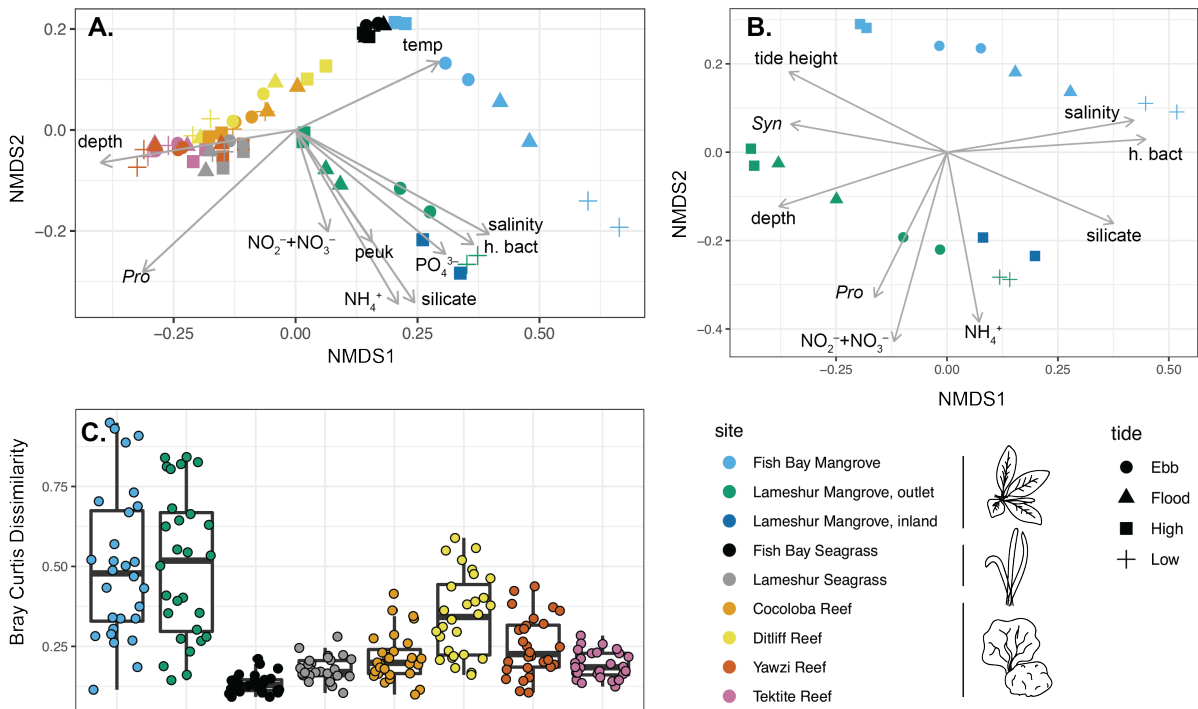 A.
0.2
0.0
−0.2
NMDS2
temp
depth
salinity
h. bact
NO₂⁻+NO₃⁻
peuk
PO₄³⁻
Pro
NH₄⁺
silicate
−0.25
0.00
0.25
0.50
NMDS1
B.
0.2
0.0
−0.2
−0.4
NMDS2
tide height
salinity
Syn
h. bact
depth
silicate
Pro
NO₂⁻+NO₃⁻
NH₄⁺
−0.25
0.00
0.25
0.50
NMDS1
C.
Bray Curtis Dissimilarity
0.75
0.50
0.25
site
Fish Bay Mangrove
Lameshur Mangrove, outlet
Lameshur Mangrove, inland
Fish Bay Seagrass
Lameshur Seagrass
Cocoloba Reef
Ditliff Reef
Yawzi Reef
Tektite Reef
tide
Ebb
Flood
High
Low